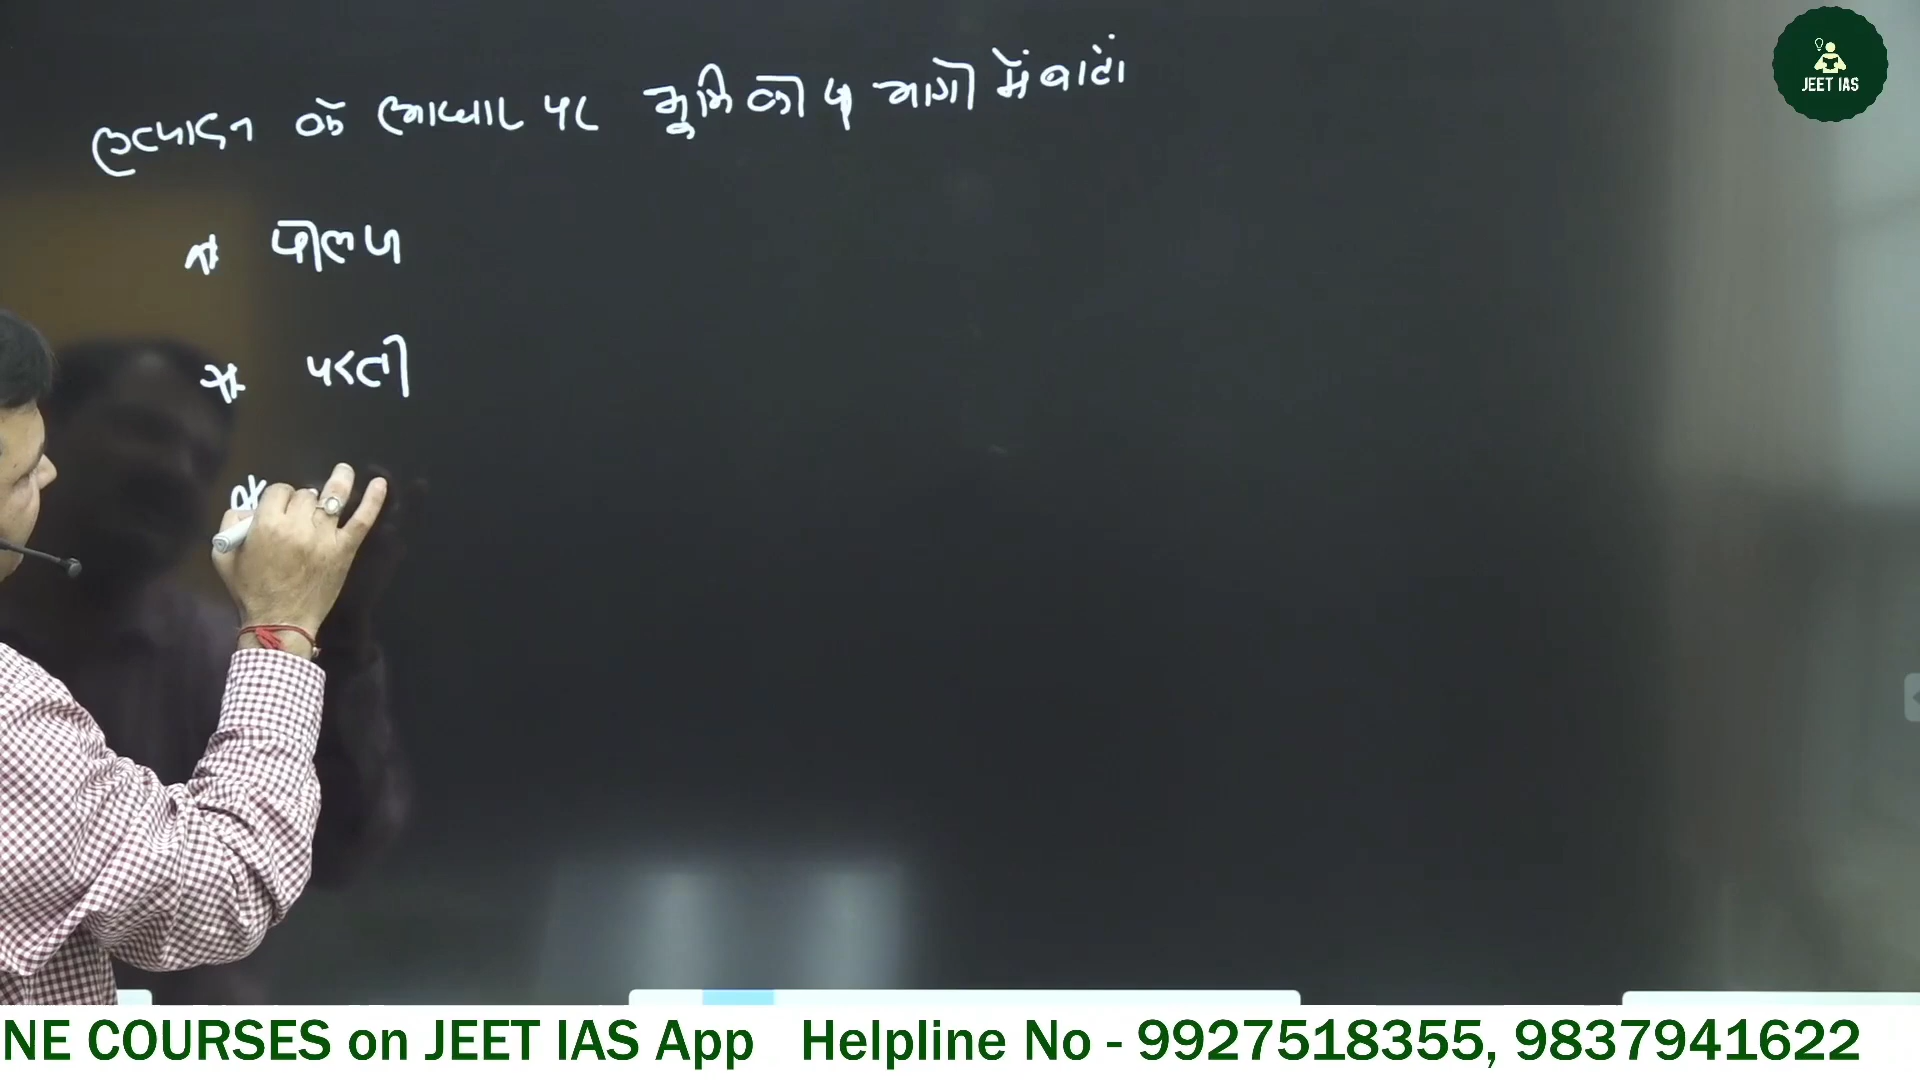 उत्पादन के आधार पर भूमि को 4 भागों में बांटा
* पोलज
* परती
*
JEET IAS
NE COURSES on JEET IAS App Helpline No - 9927518355, 9837941622